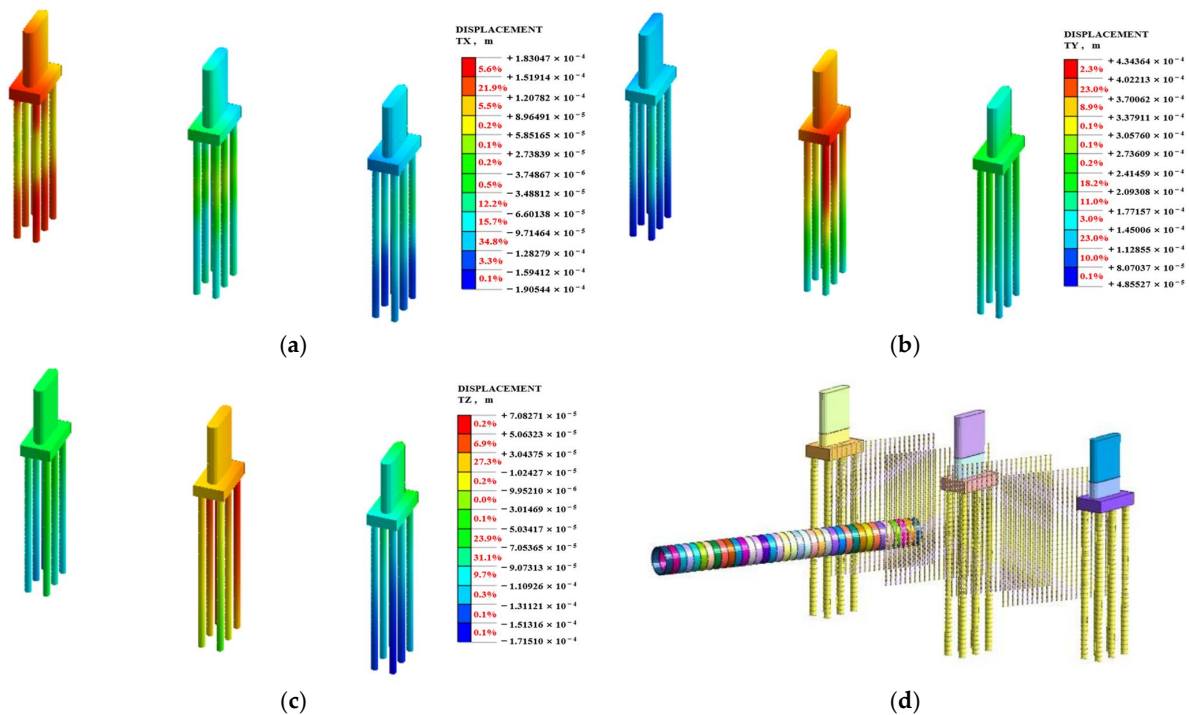 DISPLACEMENT
TX , m
+ 1.83047 × 10⁻⁴
5.6%
+ 1.51914 × 10⁻⁴
21.9%
+ 1.20782 × 10⁻⁴
5.5%
+ 8.96491 × 10⁻⁵
0.2%
+ 5.85165 × 10⁻⁵
0.1%
+ 2.73839 × 10⁻⁵
0.2%
− 3.74867 × 10⁻⁶
0.5%
− 3.48812 × 10⁻⁵
12.2%
− 6.60138 × 10⁻⁵
15.7%
− 9.71464 × 10⁻⁵
34.8%
− 1.28279 × 10⁻⁴
3.3%
− 1.59412 × 10⁻⁴
0.1%
− 1.90544 × 10⁻⁴
(a)
DISPLACEMENT
TY , m
+ 4.34364 × 10⁻⁴
2.3%
+ 4.02213 × 10⁻⁴
23.0%
+ 3.70062 × 10⁻⁴
8.9%
+ 3.37911 × 10⁻⁴
0.1%
+ 3.05760 × 10⁻⁴
0.1%
+ 2.73609 × 10⁻⁴
0.2%
+ 2.41459 × 10⁻⁴
18.2%
+ 2.09308 × 10⁻⁴
11.0%
+ 1.77157 × 10⁻⁴
3.0%
+ 1.45006 × 10⁻⁴
23.0%
+ 1.12855 × 10⁻⁴
10.0%
+ 8.07037 × 10⁻⁵
0.1%
+ 4.85527 × 10⁻⁵
(b)
DISPLACEMENT
TZ , m
+ 7.08271 × 10⁻⁵
0.2%
+ 5.06323 × 10⁻⁵
6.9%
+ 3.04375 × 10⁻⁵
27.3%
+ 1.02427 × 10⁻⁵
0.2%
− 9.95210 × 10⁻⁶
0.0%
− 3.01469 × 10⁻⁵
0.1%
− 5.03417 × 10⁻⁵
23.9%
− 7.05365 × 10⁻⁵
31.1%
− 9.07313 × 10⁻⁵
9.7%
− 1.10926 × 10⁻⁴
0.3%
− 1.31121 × 10⁻⁴
0.1%
− 1.51316 × 10⁻⁴
0.1%
− 1.71510 × 10⁻⁴
(c)
(d)